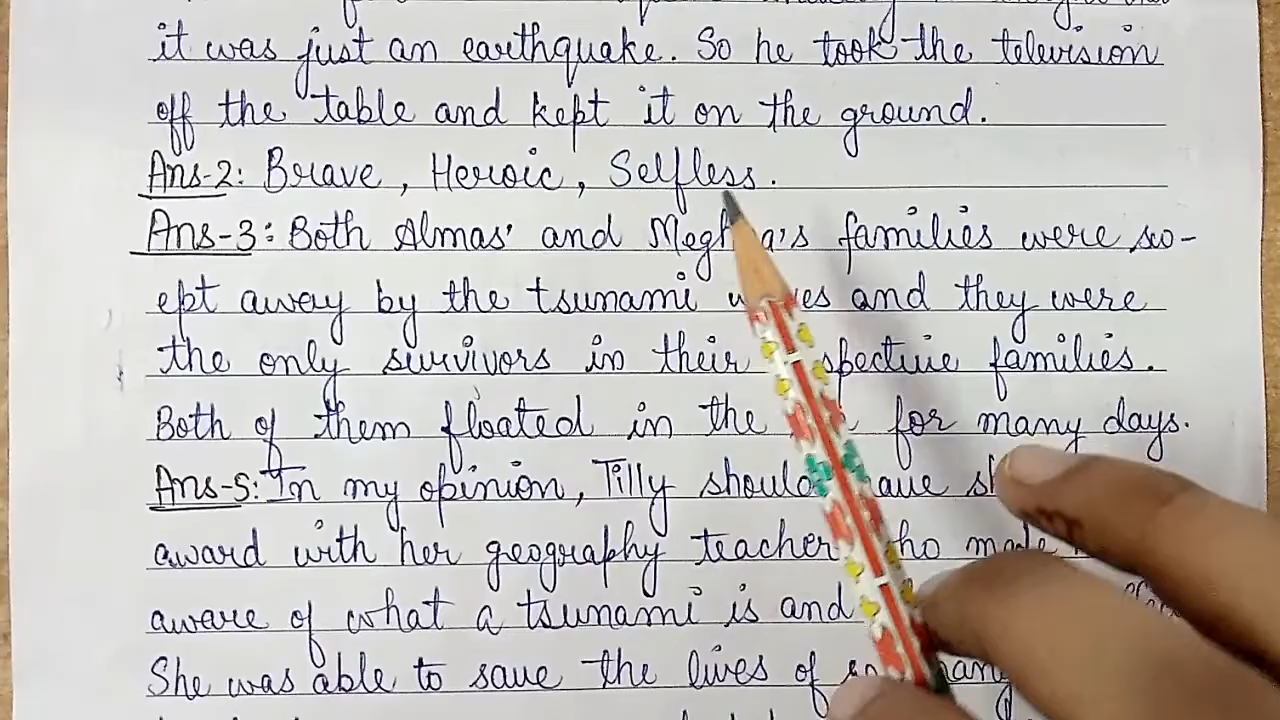 it was just an earthquake. So he took the television
off the table and kept it on the ground.
Ans-2: Brave, Heroic, Selfless.
Ans-3: Both Almas' and Megh a's families were sw-
ept away by the tsunami and they were
the only survivors in their families.
Both of them floated in the for many days.
Ans-5: In my opinion, Tilly should
award with her geography teacher made
aware of what a tsunami is and
She was able to save the lives of